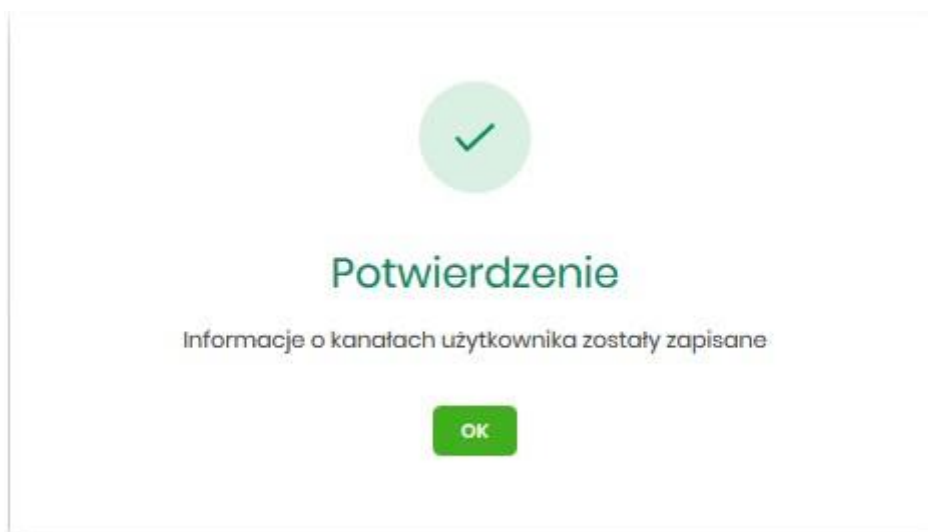 Potwierdzenie
Informacje o kanałach użytkownika zostały zapisane
OK